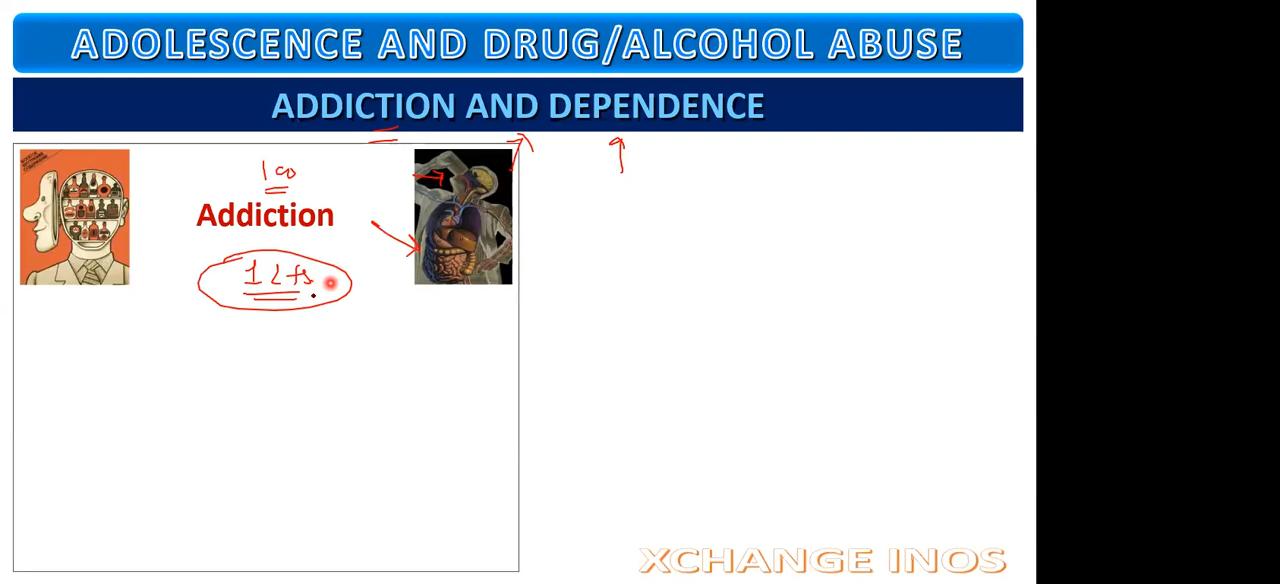 ADOLESCENCE AND DRUG/ALCOHOL ABUSE
ADDICTION AND DEPENDENCE
100
Addiction
XCHANGE INOS